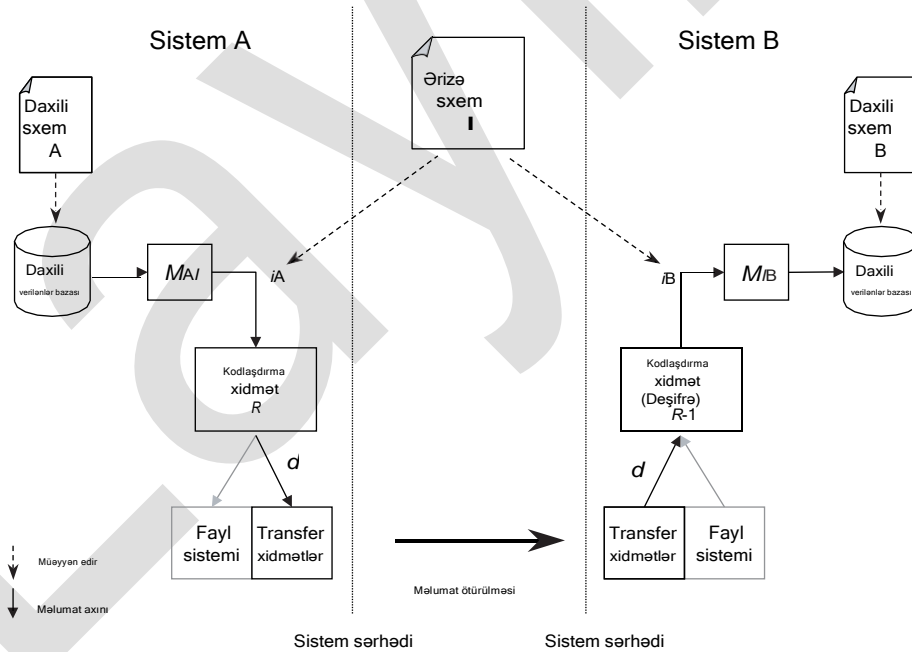 Sistem A
Sistem B
Ərizə
sxem
I
Daxili
sxem
A
Daxili
sxem
B
Daxili
verilənlər bazası
MAI
iA
iB
MIB
Daxili
verilənlər bazası
Kodlaşdırma
xidmət
R
Kodlaşdırma
xidmət
(Deşifrə)
R-1
d
d
Fayl
sistemi
Transfer
xidmətlər
Transfer
xidmətlər
Fayl
sistemi
Müəyyən edir
Məlumat axını
Məlumat ötürülməsi
Sistem sərhədi
Sistem sərhədi